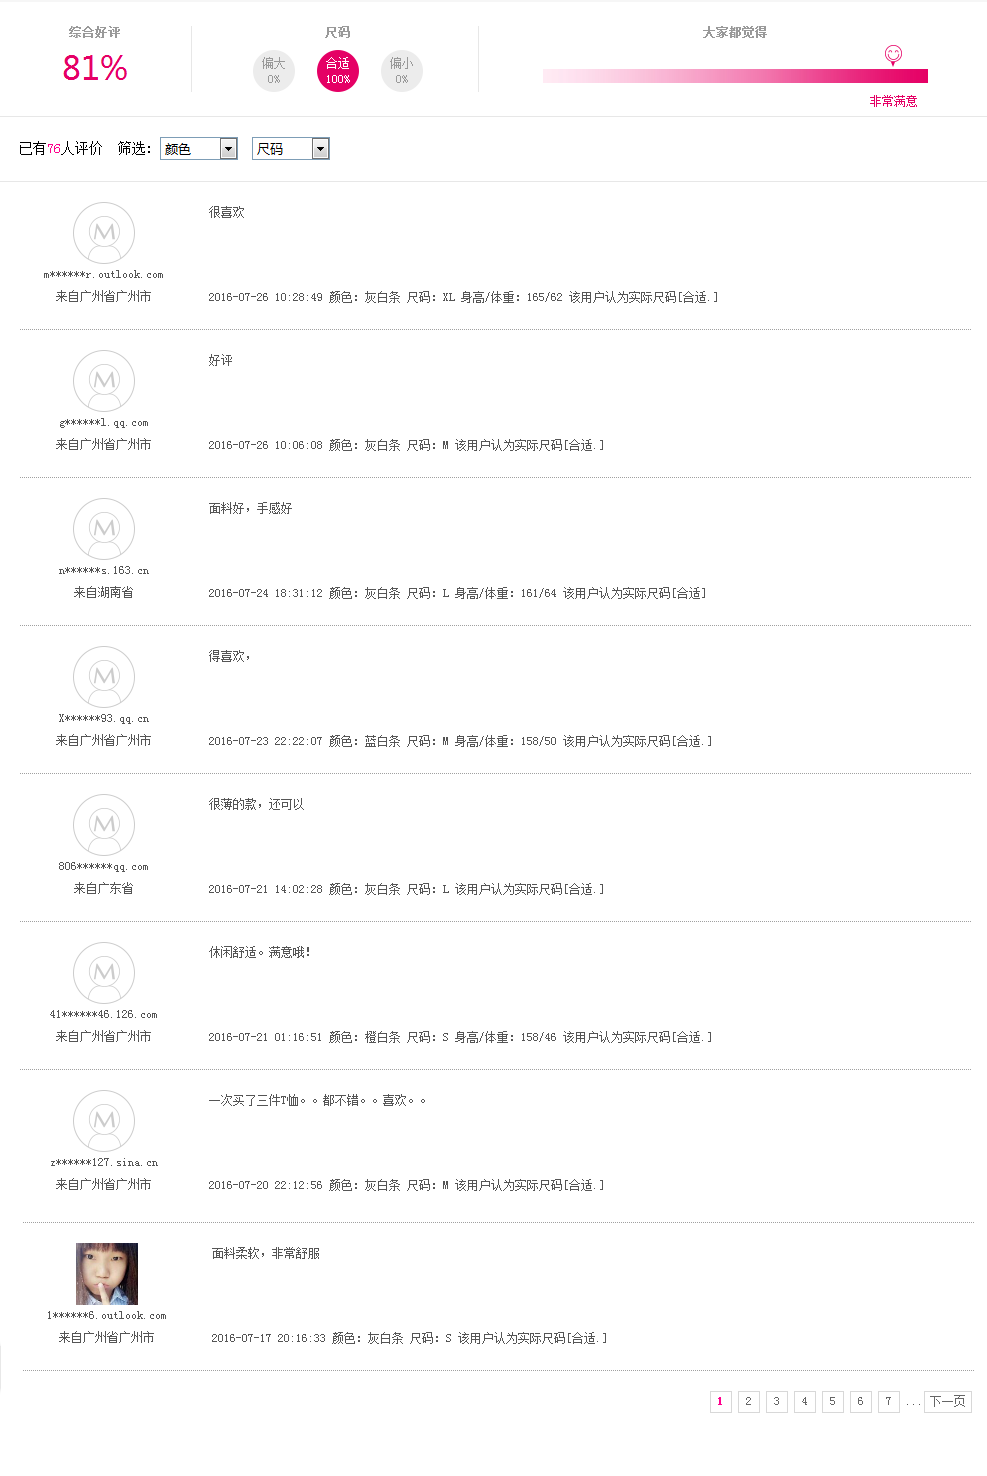 综合好评
81%
尺码
偏大
0%
合适
100%
偏小
0%
大家都觉得
非常满意
已有76人评价 筛选： 颜色 尺码
很喜欢
m******r.outlook.com
来自广州省广州市
2016-07-26 10:28:49 颜色：灰白条 尺码：XL 身高/体重：165/62 该用户认为实际尺码[合适.]
好评
g******l.qq.com
来自广州省广州市
2016-07-26 10:06:08 颜色：灰白条 尺码：M 该用户认为实际尺码[合适.]
面料好，手感好
n******s.163.cn
来自湖南省
2016-07-24 18:31:12 颜色：灰白条 尺码：L 身高/体重：161/64 该用户认为实际尺码[合适]
得喜欢，
X******93.qq.cn
来自广州省广州市
2016-07-23 22:22:07 颜色：蓝白条 尺码：M 身高/体重：158/50 该用户认为实际尺码[合适.]
很薄的款，还可以
806******qq.com
来自广东省
2016-07-21 14:02:28 颜色：灰白条 尺码：L 该用户认为实际尺码[合适.]
休闲舒适。满意哦！
41******46.126.com
来自广州省广州市
2016-07-21 01:16:51 颜色：橙白条 尺码：S 身高/体重：158/46 该用户认为实际尺码[合适.]
一次买了三件T恤。。都不错。。喜欢。。
z******127.sina.cn
来自广州省广州市
2016-07-20 22:12:56 颜色：灰白条 尺码：M 该用户认为实际尺码[合适.]
面料柔软，非常舒服
1******6.outlook.com
来自广州省广州市
2016-07-17 20:16:33 颜色：灰白条 尺码：S 该用户认为实际尺码[合适.]
1 2 3 4 5 6 7 ... 下一页